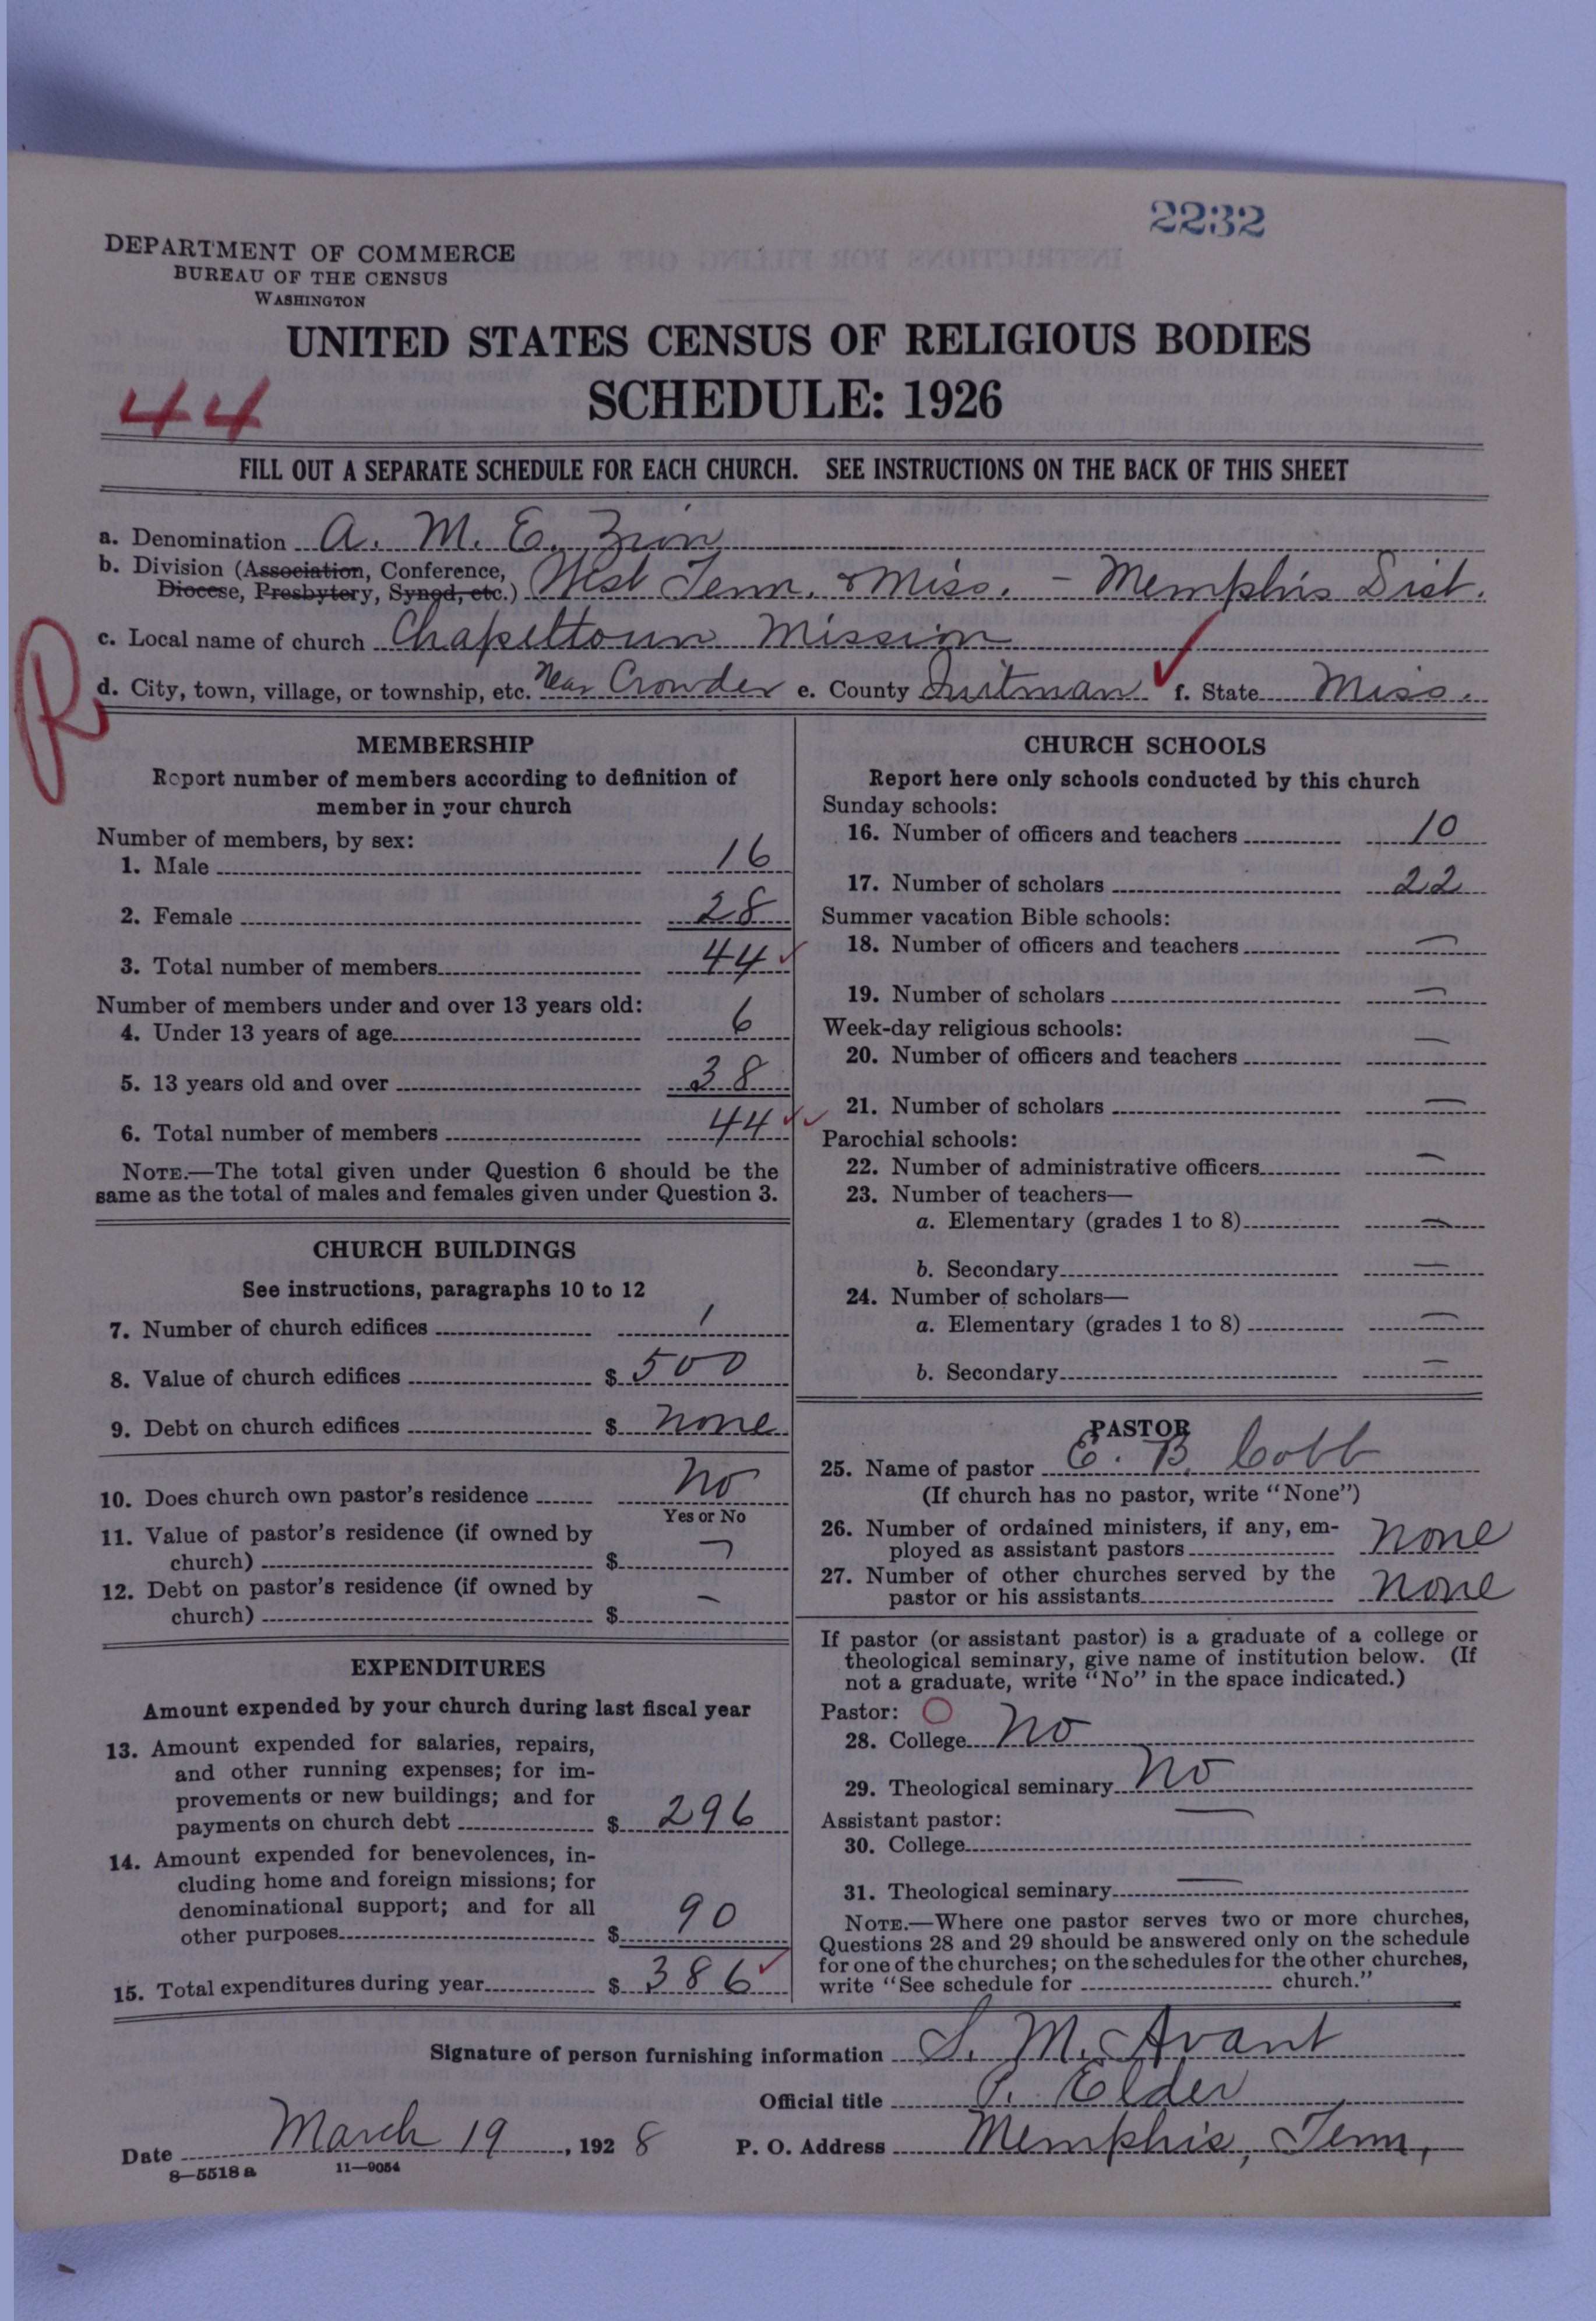 2232
DEPARTMENT OF COMMERCE
BUREAU OF THE CENSUS
WASHINGTON
UNITED STATES CENSUS OF RELIGIOUS BODIES
SCHEDULE: 1926
44
FILL OUT A SEPARATE SCHEDULE FOR EACH CHURCH. SEE INSTRUCTIONS ON THE BACK OF THIS SHEET
a. Denomination A. M. E. Zion
b. Division (Association, Conference,
Diocese, Presbytery, Synod, etc.) West Tenn. & Miss. - Memphis Dist.
R
c. Local name of church Chapeltown Mission
d. City, town, village, or township, etc. Near Crowder e. County Quitman f. State Miss.
MEMBERSHIP
Report number of members according to definition of
member in your church
Number of members, by sex:
1. Male 16
2. Female 28
3. Total number of members 44
Number of members under and over 13 years old:
4. Under 13 years of age 6
5. 13 years old and over 38
6. Total number of members 44
NOTE.—The total given under Question 6 should be the
same as the total of males and females given under Question 3.
CHURCH BUILDINGS
See instructions, paragraphs 10 to 12
7. Number of church edifices 1
8. Value of church edifices $ 500
9. Debt on church edifices $ none
10. Does church own pastor's residence No
Yes or No
11. Value of pastor's residence (if owned by
church) $ —
12. Debt on pastor's residence (if owned by
church) $ —
EXPENDITURES
Amount expended by your church during last fiscal year
13. Amount expended for salaries, repairs,
and other running expenses; for im-
provements or new buildings; and for
payments on church debt $ 296
14. Amount expended for benevolences, in-
cluding home and foreign missions; for
denominational support; and for all
other purposes $ 90
15. Total expenditures during year $ 386
CHURCH SCHOOLS
Report here only schools conducted by this church
Sunday schools:
16. Number of officers and teachers 10
17. Number of scholars 22
Summer vacation Bible schools:
18. Number of officers and teachers —
19. Number of scholars —
Week-day religious schools:
20. Number of officers and teachers —
21. Number of scholars —
Parochial schools:
22. Number of administrative officers —
23. Number of teachers—
a. Elementary (grades 1 to 8) —
b. Secondary —
24. Number of scholars—
a. Elementary (grades 1 to 8) —
b. Secondary —
PASTOR
25. Name of pastor E. B. Cobb
(If church has no pastor, write "None")
26. Number of ordained ministers, if any, em-
ployed as assistant pastors none
27. Number of other churches served by the
pastor or his assistants none
If pastor (or assistant pastor) is a graduate of a college or
theological seminary, give name of institution below. (If
not a graduate, write "No" in the space indicated.)
Pastor:
28. College No
29. Theological seminary No
Assistant pastor:
30. College —
31. Theological seminary —
NOTE.—Where one pastor serves two or more churches,
Questions 28 and 29 should be answered only on the schedule
for one of the churches; on the schedules for the other churches,
write "See schedule for church."
Signature of person furnishing information S. M. Avant
Official title P. Elder
Date March 19, 1928 P. O. Address Memphis, Tenn.
8—5518 a 11—9054